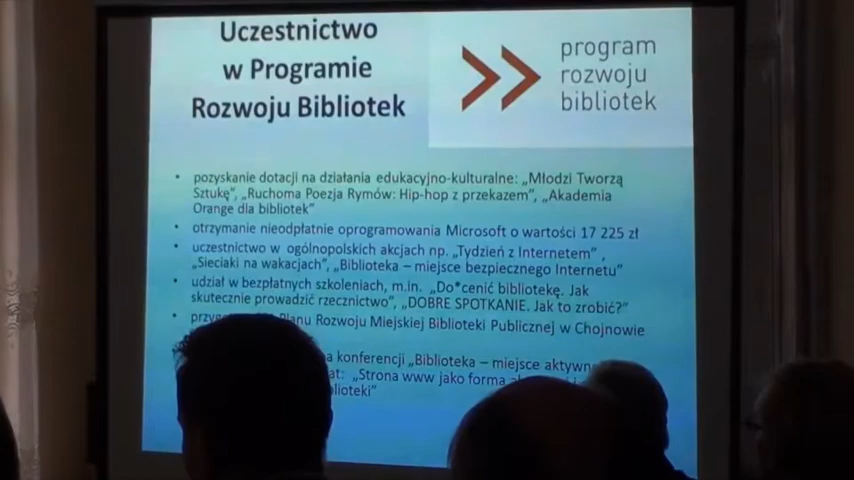 Uczestnictwo
w Programie
Rozwoju Bibliotek
program
rozwoju
bibliotek
• pozyskanie dotacji na działania edukacyjno-kulturalne: „Młodzi Tworzą
Sztukę”, „Ruchoma Poezja Rymów: Hip-hop z przekazem”, „Akademia
Orange dla bibliotek”
• otrzymanie nieodpłatnie oprogramowania Microsoft o wartości 17 225 zł
• uczestnictwo w ogólnopolskich akcjach np. „Tydzień z Internetem” ,
„Sieciaki na wakacjach”, „Biblioteka – miejsce bezpiecznego Internetu”
• udział w bezpłatnych szkoleniach, m.in. „Do*cenić bibliotekę. Jak
skutecznie prowadzić rzecznictwo”, „DOBRE SPOTKANIE. Jak to zrobić?”
• Planu Rozwoju Miejskiej Biblioteki Publicznej w Chojnowie
konferencji „Biblioteka – miejsce
„Strona www jako forma